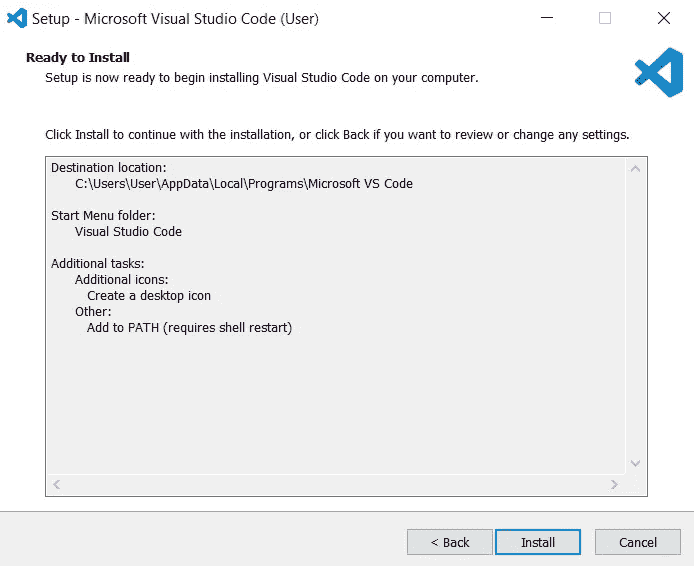 Setup - Microsoft Visual Studio Code (User)
Ready to Install
Setup is now ready to begin installing Visual Studio Code on your computer.
Click Install to continue with the installation, or click Back if you want to review or change any settings.
Destination location:
C:\Users\User\AppData\Local\Programs\Microsoft VS Code
Start Menu folder:
Visual Studio Code
Additional tasks:
Additional icons:
Create a desktop icon
Other:
Add to PATH (requires shell restart)
< Back Install Cancel